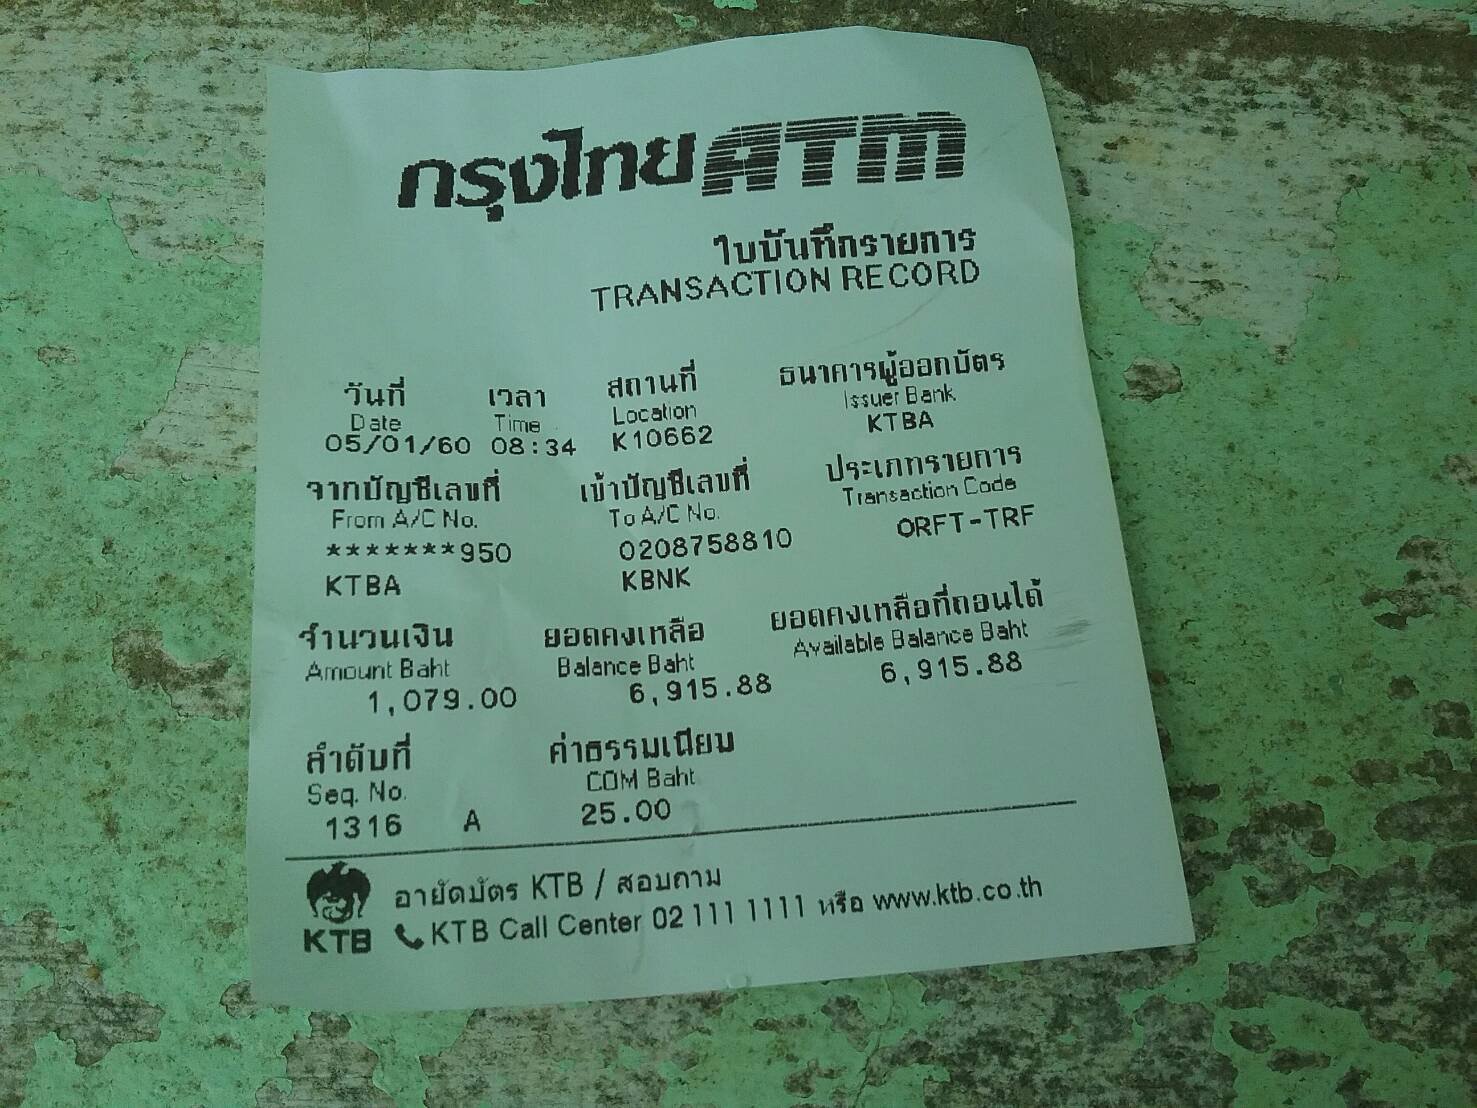 กรุงไทย ATM
ใบบันทึกรายการ
TRANSACTION RECORD
วันที่ เวลา สถานที่ ธนาคารผู้ออกบัตร
Date Time Location Issuer Bank
05/01/60 08:34 K10662 KTBA
จากบัญชีเลขที่ เข้าบัญชีเลขที่ ประเภทรายการ
From A/C No. To A/C No. Transaction Code
*******950 0208758810 ORFT-TRF
KTBA KBNK
จำนวนเงิน ยอดคงเหลือ ยอดคงเหลือที่ถอนได้
Amount Baht Balance Baht Available Balance Baht
1,079.00 6,915.88 6,915.88
ลำดับที่ ค่าธรรมเนียม
Seq. No. COM Baht
1316 A 25.00
อายัดบัตร KTB / สอบถาม
KTB KTB Call Center 02 111 1111 หรือ www.ktb.co.th